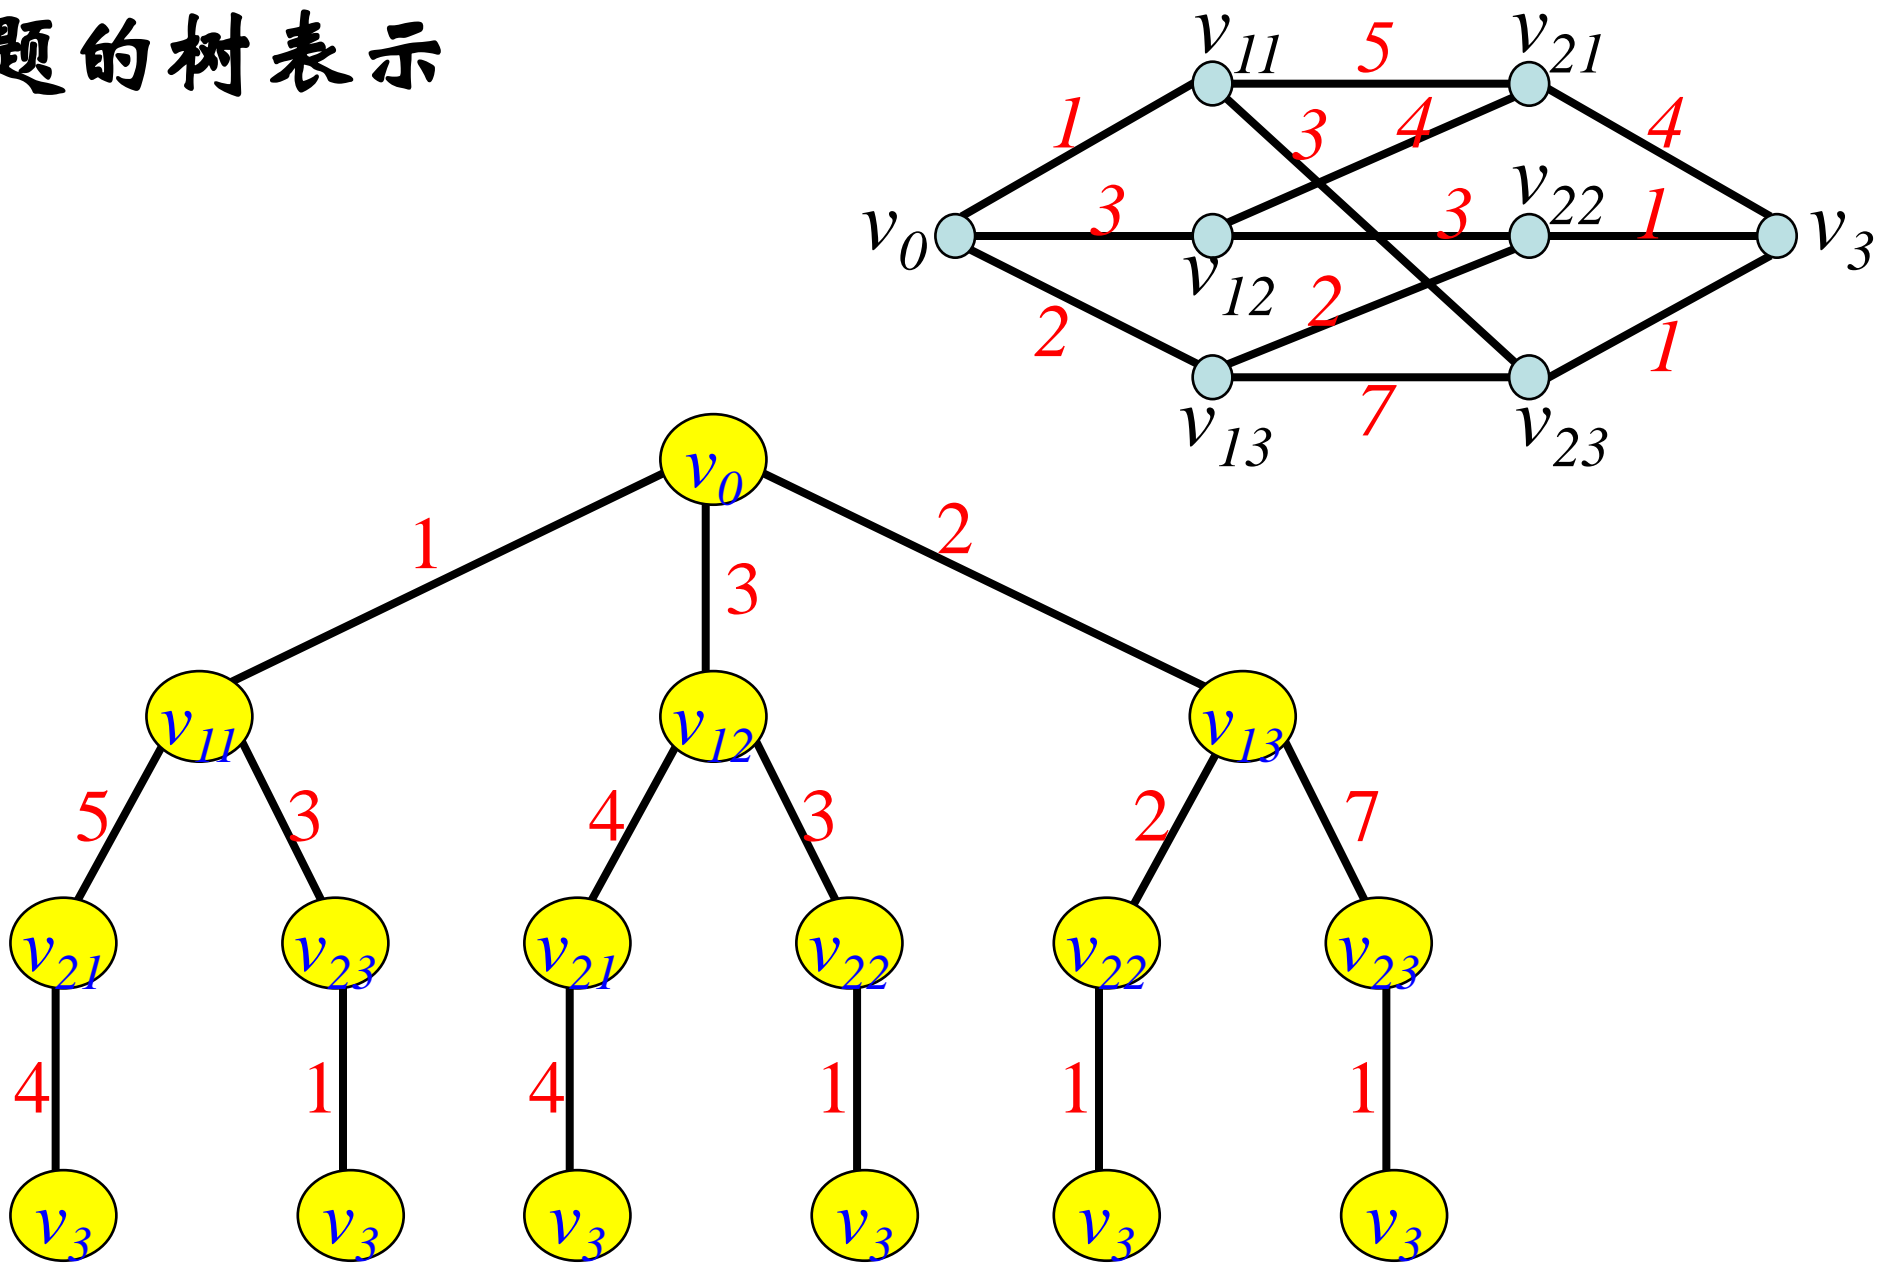 题的树表示
v11 5 v21
1 3 4 4
v0 3 v12 3 v22 1 v3
2 2 1
v13 7 v23
v0
1 3 2
v11 v12 v13
5 3 4 3 2 7
v21 v23 v21 v22 v22 v23
4 1 4 1 1 1
v3 v3 v3 v3 v3 v3